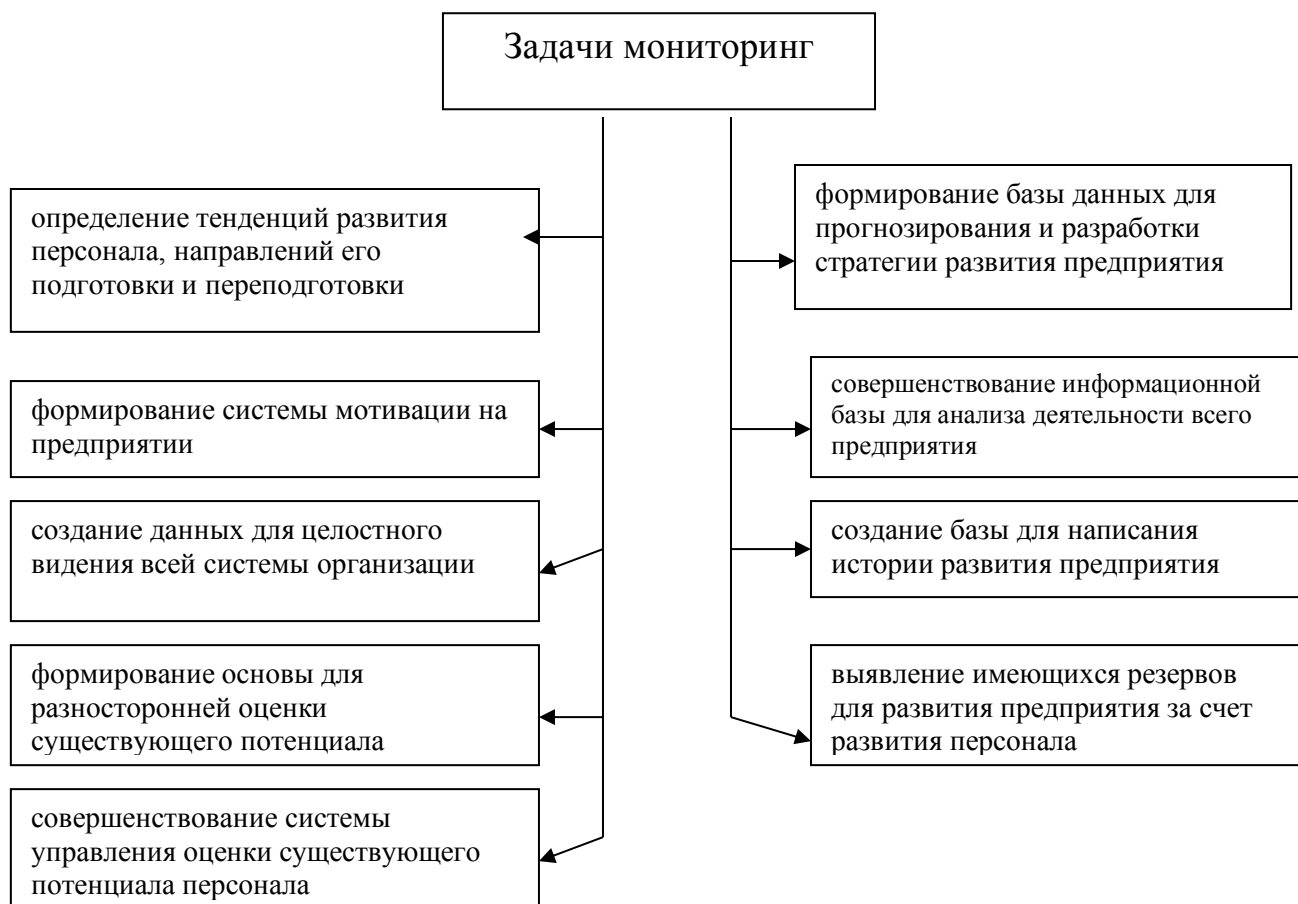 Задачи мониторинг
определение тенденций развития
персонала, направлений его
подготовки и переподготовки
формирование системы мотивации на
предприятии
создание данных для целостного
видения всей системы организации
формирование основы для
разносторонней оценки
существующего потенциала
совершенствование системы
управления оценки существующего
потенциала персонала
формирование базы данных для
прогнозирования и разработки
стратегии развития предприятия
совершенствование информационной
базы для анализа деятельности всего
предприятия
создание базы для написания
истории развития предприятия
выявление имеющихся резервов
для развития предприятия за счет
развития персонала